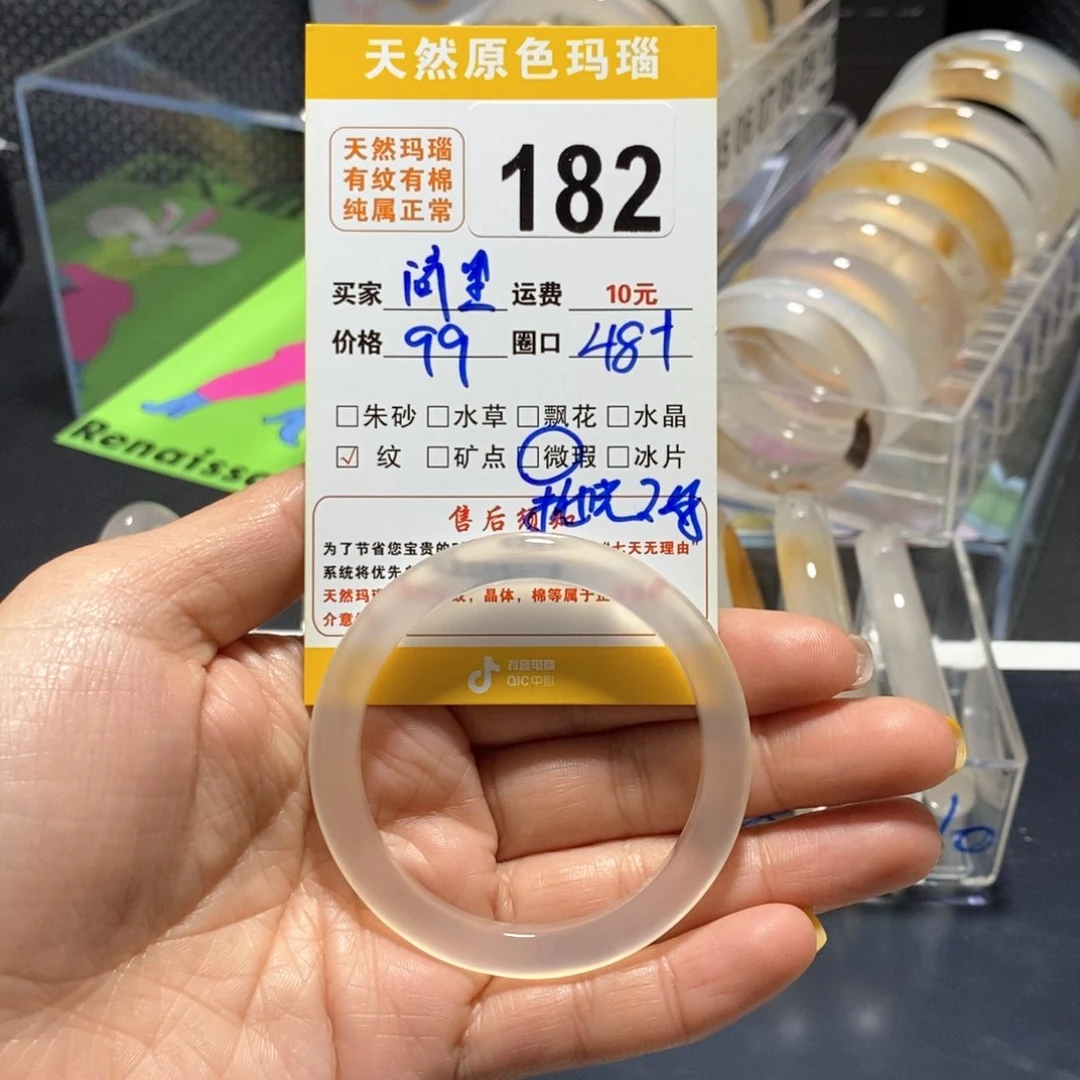 天然原色玛瑙
天然玛瑙
有纹有棉
纯属正常
182
买家 运费 10元
价格 99 圈口 48+
□朱砂 □水草 □飘花 □水晶
☑ 纹 □矿点 □微瑕 □冰片
售后须知
为了节省您宝贵的 "七天无理由"
系统将优先
天然玛瑙 纹，晶体，棉等属于正
介意
抖音电商
QIC中心
Renaissa
10